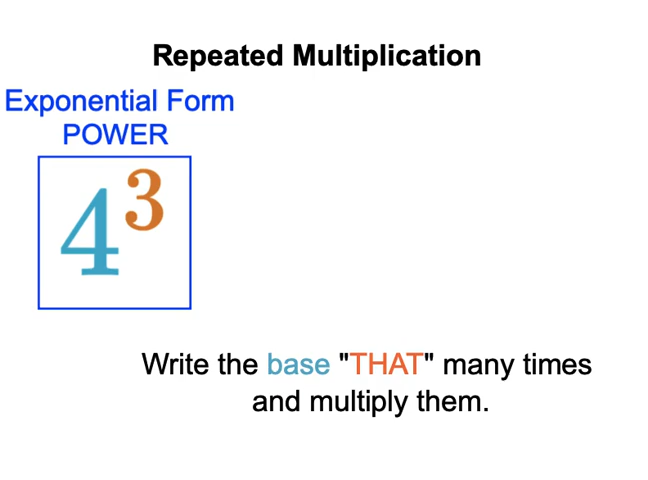 Repeated Multiplication
Exponential Form
POWER
4³
Write the base "THAT" many times
and multiply them.